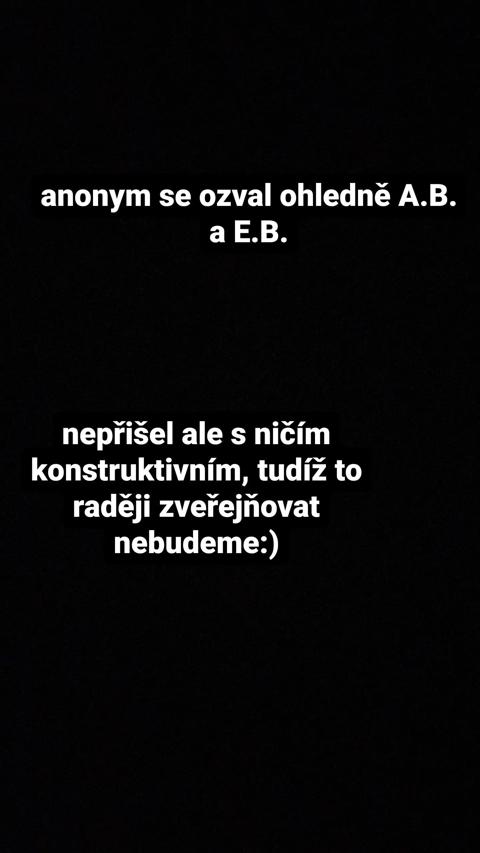 anonym se ozval ohledně A.B.
a E.B.
nepřišel ale s ničím
konstruktivním, tudíž to
raději zveřejňovat
nebudeme:)